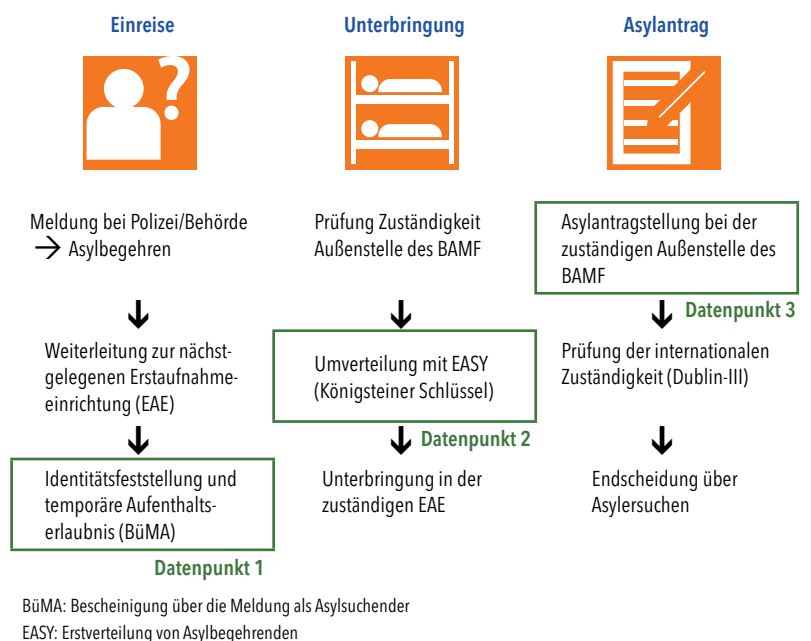 Einreise
Meldung bei Polizei/Behörde
→ Asylbegehren
Weiterleitung zur nächst-
gelegenen Erstaufnahme-
einrichtung (EAE)
Identitätsfeststellung und
temporäre Aufenthalts-
erlaubnis (BüMA)
Datenpunkt 1
Unterbringung
Prüfung Zuständigkeit
Außenstelle des BAMF
Umverteilung mit EASY
(Königsteiner Schlüssel)
Datenpunkt 2
Unterbringung in der
zuständigen EAE
Asylantrag
Asylantragstellung bei der
zuständigen Außenstelle des
BAMF
Datenpunkt 3
Prüfung der internationalen
Zuständigkeit (Dublin-III)
Endscheidung über
Asylersuchen
BüMA: Bescheinigung über die Meldung als Asylsuchender
EASY: Erstverteilung von Asylbegehrenden